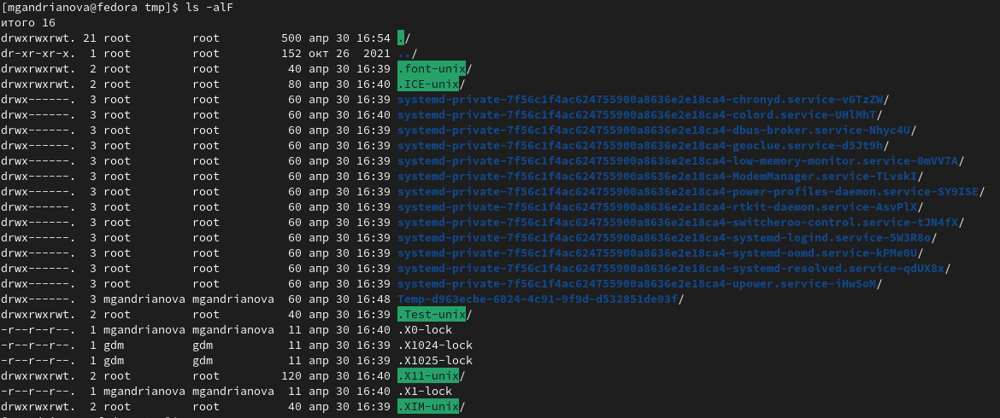 [mgandrianova@fedora tmp]$ ls -alF
итого 16
drwxrwxrwt. 21 root         root         500 апр 30 16:54 ./
dr-xr-xr-x.  1 root         root         152 окт 26  2021 ../
drwxrwxrwt.  2 root         root          40 апр 30 16:39 .font-unix/
drwxrwxrwt.  2 root         root          80 апр 30 16:40 .ICE-unix/
drwx------.  3 root         root          60 апр 30 16:39 systemd-private-7f56c1f4ac624755900a8636e2e18ca4-chronyd.service-vGTzZW/
drwx------.  3 root         root          60 апр 30 16:40 systemd-private-7f56c1f4ac624755900a8636e2e18ca4-colord.service-UHlMhT/
drwx------.  3 root         root          60 апр 30 16:39 systemd-private-7f56c1f4ac624755900a8636e2e18ca4-dbus-broker.service-Nhyc4U/
drwx------.  3 root         root          60 апр 30 16:39 systemd-private-7f56c1f4ac624755900a8636e2e18ca4-geoclue.service-d5Jt9h/
drwx------.  3 root         root          60 апр 30 16:39 systemd-private-7f56c1f4ac624755900a8636e2e18ca4-low-memory-monitor.service-0mVV7A/
drwx------.  3 root         root          60 апр 30 16:39 systemd-private-7f56c1f4ac624755900a8636e2e18ca4-ModemManager.service-TLvskI/
drwx------.  3 root         root          60 апр 30 16:39 systemd-private-7f56c1f4ac624755900a8636e2e18ca4-power-profiles-daemon.service-SY9ISE/
drwx------.  3 root         root          60 апр 30 16:39 systemd-private-7f56c1f4ac624755900a8636e2e18ca4-rtkit-daemon.service-AsvPlX/
drwx------.  3 root         root          60 апр 30 16:39 systemd-private-7f56c1f4ac624755900a8636e2e18ca4-switcheroo-control.service-tJN4fX/
drwx------.  3 root         root          60 апр 30 16:39 systemd-private-7f56c1f4ac624755900a8636e2e18ca4-systemd-logind.service-5W3R8o/
drwx------.  3 root         root          60 апр 30 16:39 systemd-private-7f56c1f4ac624755900a8636e2e18ca4-systemd-oomd.service-kPMe0U/
drwx------.  3 root         root          60 апр 30 16:39 systemd-private-7f56c1f4ac624755900a8636e2e18ca4-systemd-resolved.service-qdUX8x/
drwx------.  3 root         root          60 апр 30 16:39 systemd-private-7f56c1f4ac624755900a8636e2e18ca4-upower.service-iHwSoM/
drwx------.  3 mgandrianova mgandrianova  60 апр 30 16:48 Temp-d963ecbe-6024-4c91-9f9d-d532851de03f/
drwxrwxrwt.  2 root         root          40 апр 30 16:39 .Test-unix/
-r--r--r--.  1 mgandrianova mgandrianova  11 апр 30 16:40 .X0-lock
-r--r--r--.  1 gdm          gdm           11 апр 30 16:39 .X1024-lock
-r--r--r--.  1 gdm          gdm           11 апр 30 16:39 .X1025-lock
drwxrwxrwt.  2 root         root         120 апр 30 16:40 .X11-unix/
-r--r--r--.  1 mgandrianova mgandrianova  11 апр 30 16:40 .X1-lock
drwxrwxrwt.  2 root         root          40 апр 30 16:39 .XIM-unix/